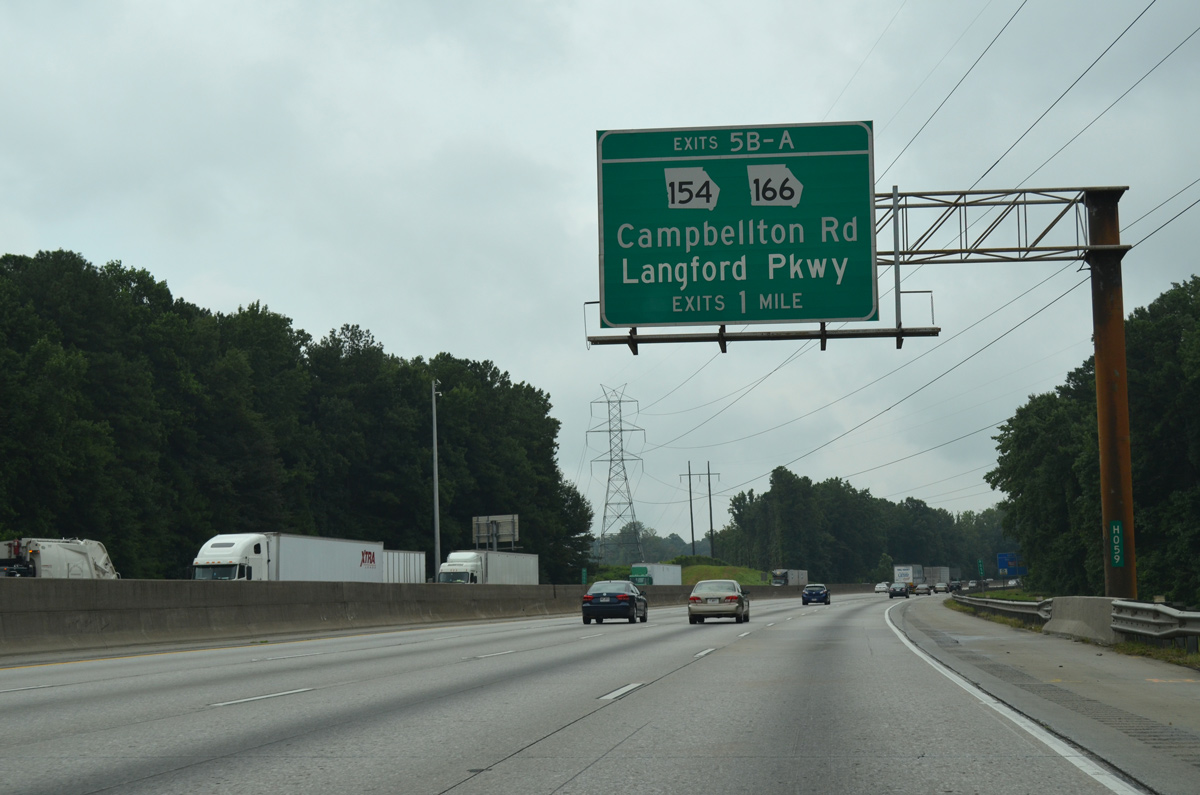 EXITS 5B-A
154 166
Campbellton Rd
Langford Pkwy
EXITS 1 MILE
XTRA
H059